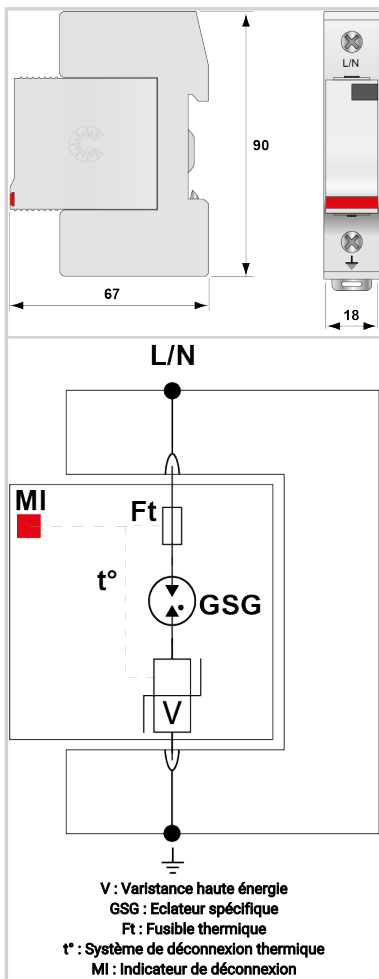 L/N
90
67
18
L/N
MI
Ft
t°
GSG
V
V : Varistance haute énergie
GSG : Eclateur spécifique
Ft : Fusible thermique
t° : Système de déconnexion thermique
MI : Indicateur de déconnexion